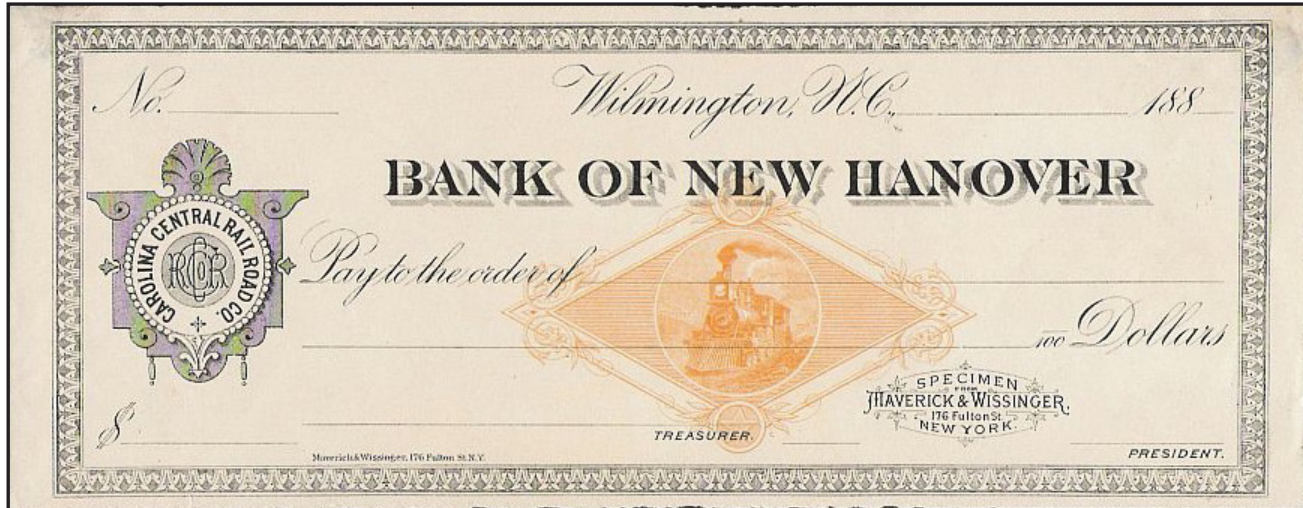 No. Wilmington, N.C., 188
BANK OF NEW HANOVER
CAROLINA CENTRAL RAIL ROAD CO.
CCRRCo
Pay to the order of
100 Dollars
SPECIMEN
FROM
MAVERICK & WISSINGER.
176 Fulton St.
NEW YORK.
$
TREASURER.
PRESIDENT.
Maverick & Wissinger, 176 Fulton St. N.Y.